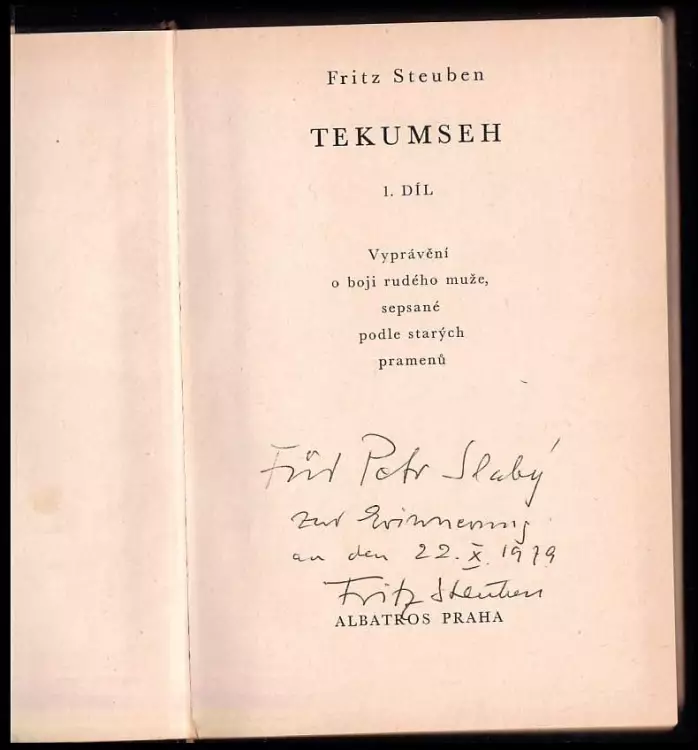 Fritz Steuben
TEKUMSEH
1. DÍL
Vyprávění
o boji rudého muže,
sepsané
podle starých
pramenů
Für Petr Slabý
zur Erinnerung
an den 22. X. 1979
Fritz Steuben
ALBATROS PRAHA